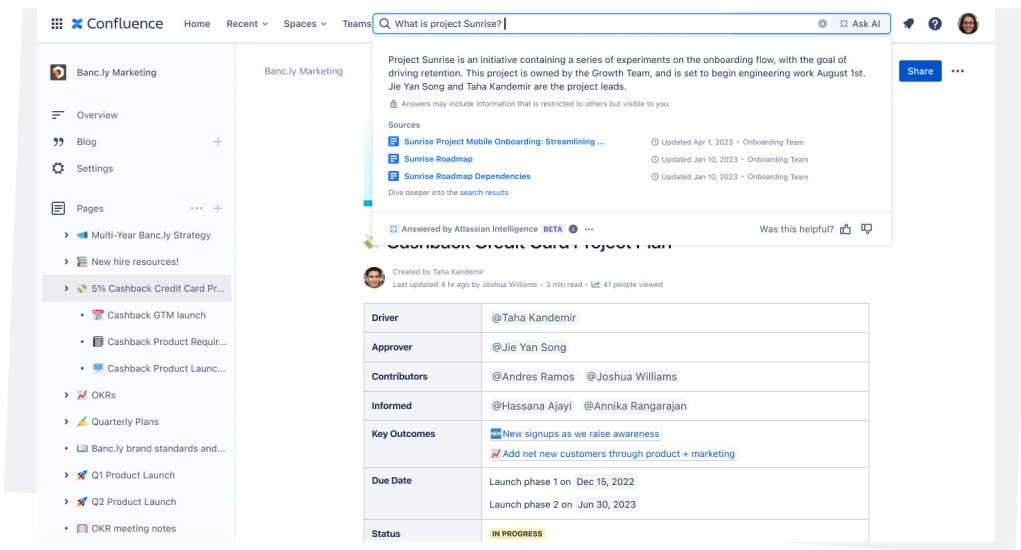 Confluence Home Recent Spaces Teams What is project Sunrise? Ask AI
Banc.ly Marketing
Overview
Blog
Settings
Pages
Multi-Year Banc.ly Strategy
New hire resources!
5% Cashback Credit Card Pr...
Cashback GTM launch
Cashback Product Requir...
Cashback Product Launc...
OKRs
Quarterly Plans
Banc.ly brand standards and...
Q1 Product Launch
Q2 Product Launch
OKR meeting notes
Banc.ly Marketing
Share
Project Sunrise is an initiative containing a series of experiments on the onboarding flow, with the goal of
driving retention. This project is owned by the Growth Team, and is set to begin engineering work August 1st.
Jie Yan Song and Taha Kandemir are the project leads.
Answers may include information that is restricted to others but visible to you.
Sources
Sunrise Project Mobile Onboarding: Streamlining ... Updated Apr 1, 2023 • Onboarding Team
Sunrise Roadmap Updated Jan 10, 2023 • Onboarding Team
Sunrise Roadmap Dependencies Updated Jan 10, 2023 • Onboarding Team
Dive deeper into the search results
Answered by Atlassian Intelligence BETA Was this helpful?
Cashback Credit Card Project Plan
Created by Taha Kandemir
Last updated 4 hr ago by Joshua Williams • 3 min read • 41 people viewed
Driver @Taha Kandemir
Approver @Jie Yan Song
Contributors @Andres Ramos @Joshua Williams
Informed @Hassana Ajayi @Annika Rangarajan
Key Outcomes NEW New signups as we raise awareness
Add net new customers through product + marketing
Due Date Launch phase 1 on Dec 15, 2022
Launch phase 2 on Jun 30, 2023
Status IN PROGRESS